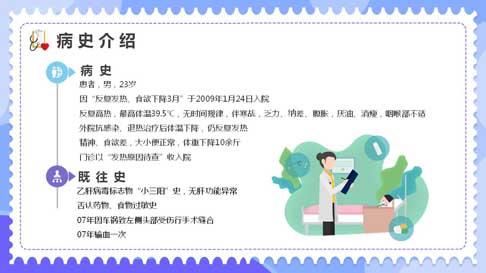 病史介绍
病 史
患者，男，23岁
因“反复发热、食欲下降3月”于2009年1月24日入院
反复高热，最高体温39.5℃，无时间规律，伴寒战，乏力、纳差、腹胀、厌油、消瘦，咽喉部不适
外院抗感染、退热治疗后体温下降，仍反复发热
精神、食欲差，大小便正常，体重下降10余斤
门诊以“发热原因待查”收入院
既往史
乙肝病毒标志物“小三阳”史，无肝功能异常
否认药物、食物过敏史
07年因车祸致左侧头部受伤行手术缝合
07年输血一次